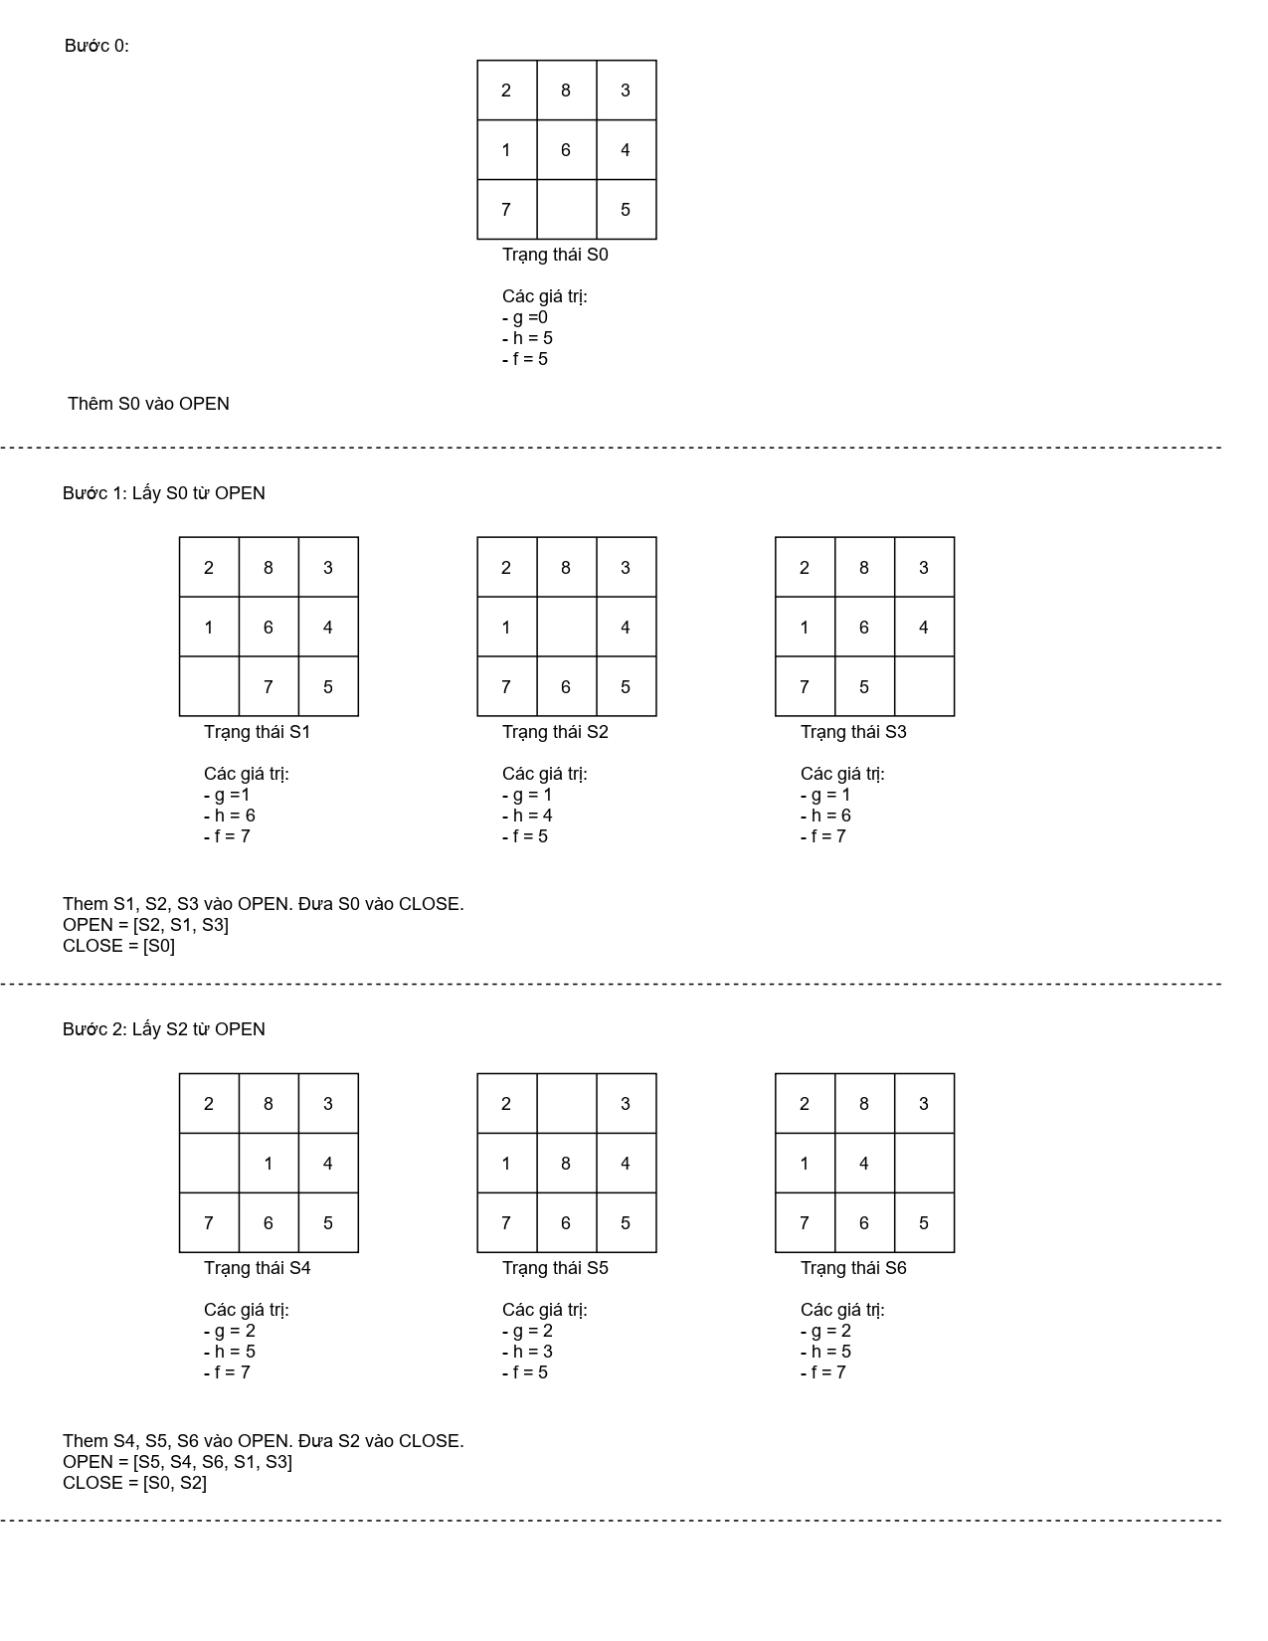 Bước 0:
2 8 3
1 6 4
7 5
Trạng thái S0
Các giá trị:
- g =0
- h = 5
- f = 5
Thêm S0 vào OPEN
Bước 1: Lấy S0 từ OPEN
2 8 3
1 6 4
7 5
Trạng thái S1
Các giá trị:
- g =1
- h = 6
- f = 7
2 8 3
1 4
7 6 5
Trạng thái S2
Các giá trị:
- g = 1
- h = 4
- f = 5
2 8 3
1 6 4
7 5
Trạng thái S3
Các giá trị:
- g = 1
- h = 6
- f = 7
Them S1, S2, S3 vào OPEN. Đưa S0 vào CLOSE.
OPEN = [S2, S1, S3]
CLOSE = [S0]
Bước 2: Lấy S2 từ OPEN
2 8 3
1 4
7 6 5
Trạng thái S4
Các giá trị:
- g = 2
- h = 5
- f = 7
2 3
1 8 4
7 6 5
Trạng thái S5
Các giá trị:
- g = 2
- h = 3
- f = 5
2 8 3
1 4
7 6 5
Trạng thái S6
Các giá trị:
- g = 2
- h = 5
- f = 7
Them S4, S5, S6 vào OPEN. Đưa S2 vào CLOSE.
OPEN = [S5, S4, S6, S1, S3]
CLOSE = [S0, S2]